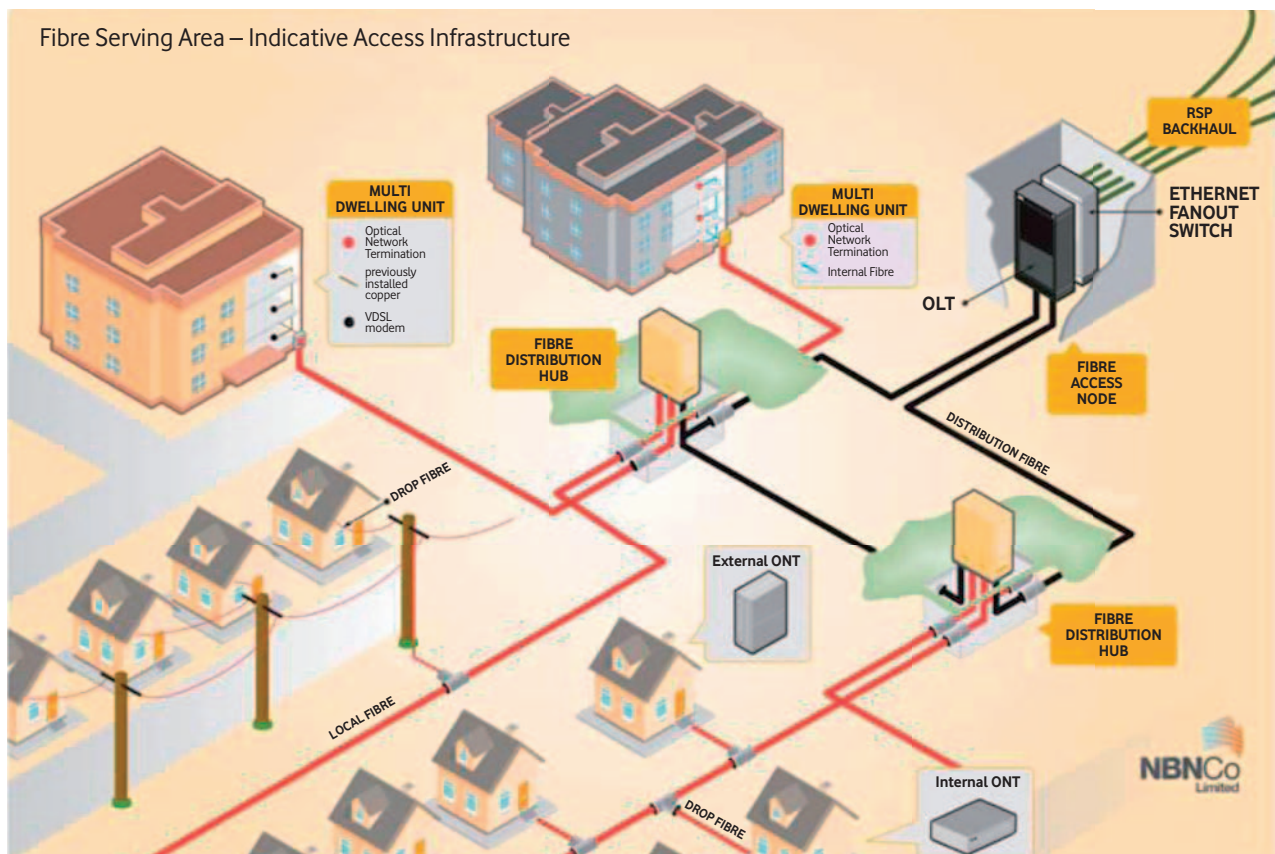 Fibre Serving Area – Indicative Access Infrastructure
RSP
BACKHAUL
MULTI
DWELLING UNIT
Optical
Network
Termination
previously
installed
copper
VDSL
modem
MULTI
DWELLING UNIT
Optical
Network
Termination
Internal Fibre
ETHERNET
FANOUT
SWITCH
OLT
FIBRE
DISTRIBUTION
HUB
FIBRE
ACCESS
NODE
DISTRIBUTION FIBRE
DROP FIBRE
External ONT
FIBRE
DISTRIBUTION
HUB
LOCAL FIBRE
Internal ONT
DROP FIBRE
NBNCo
Limited